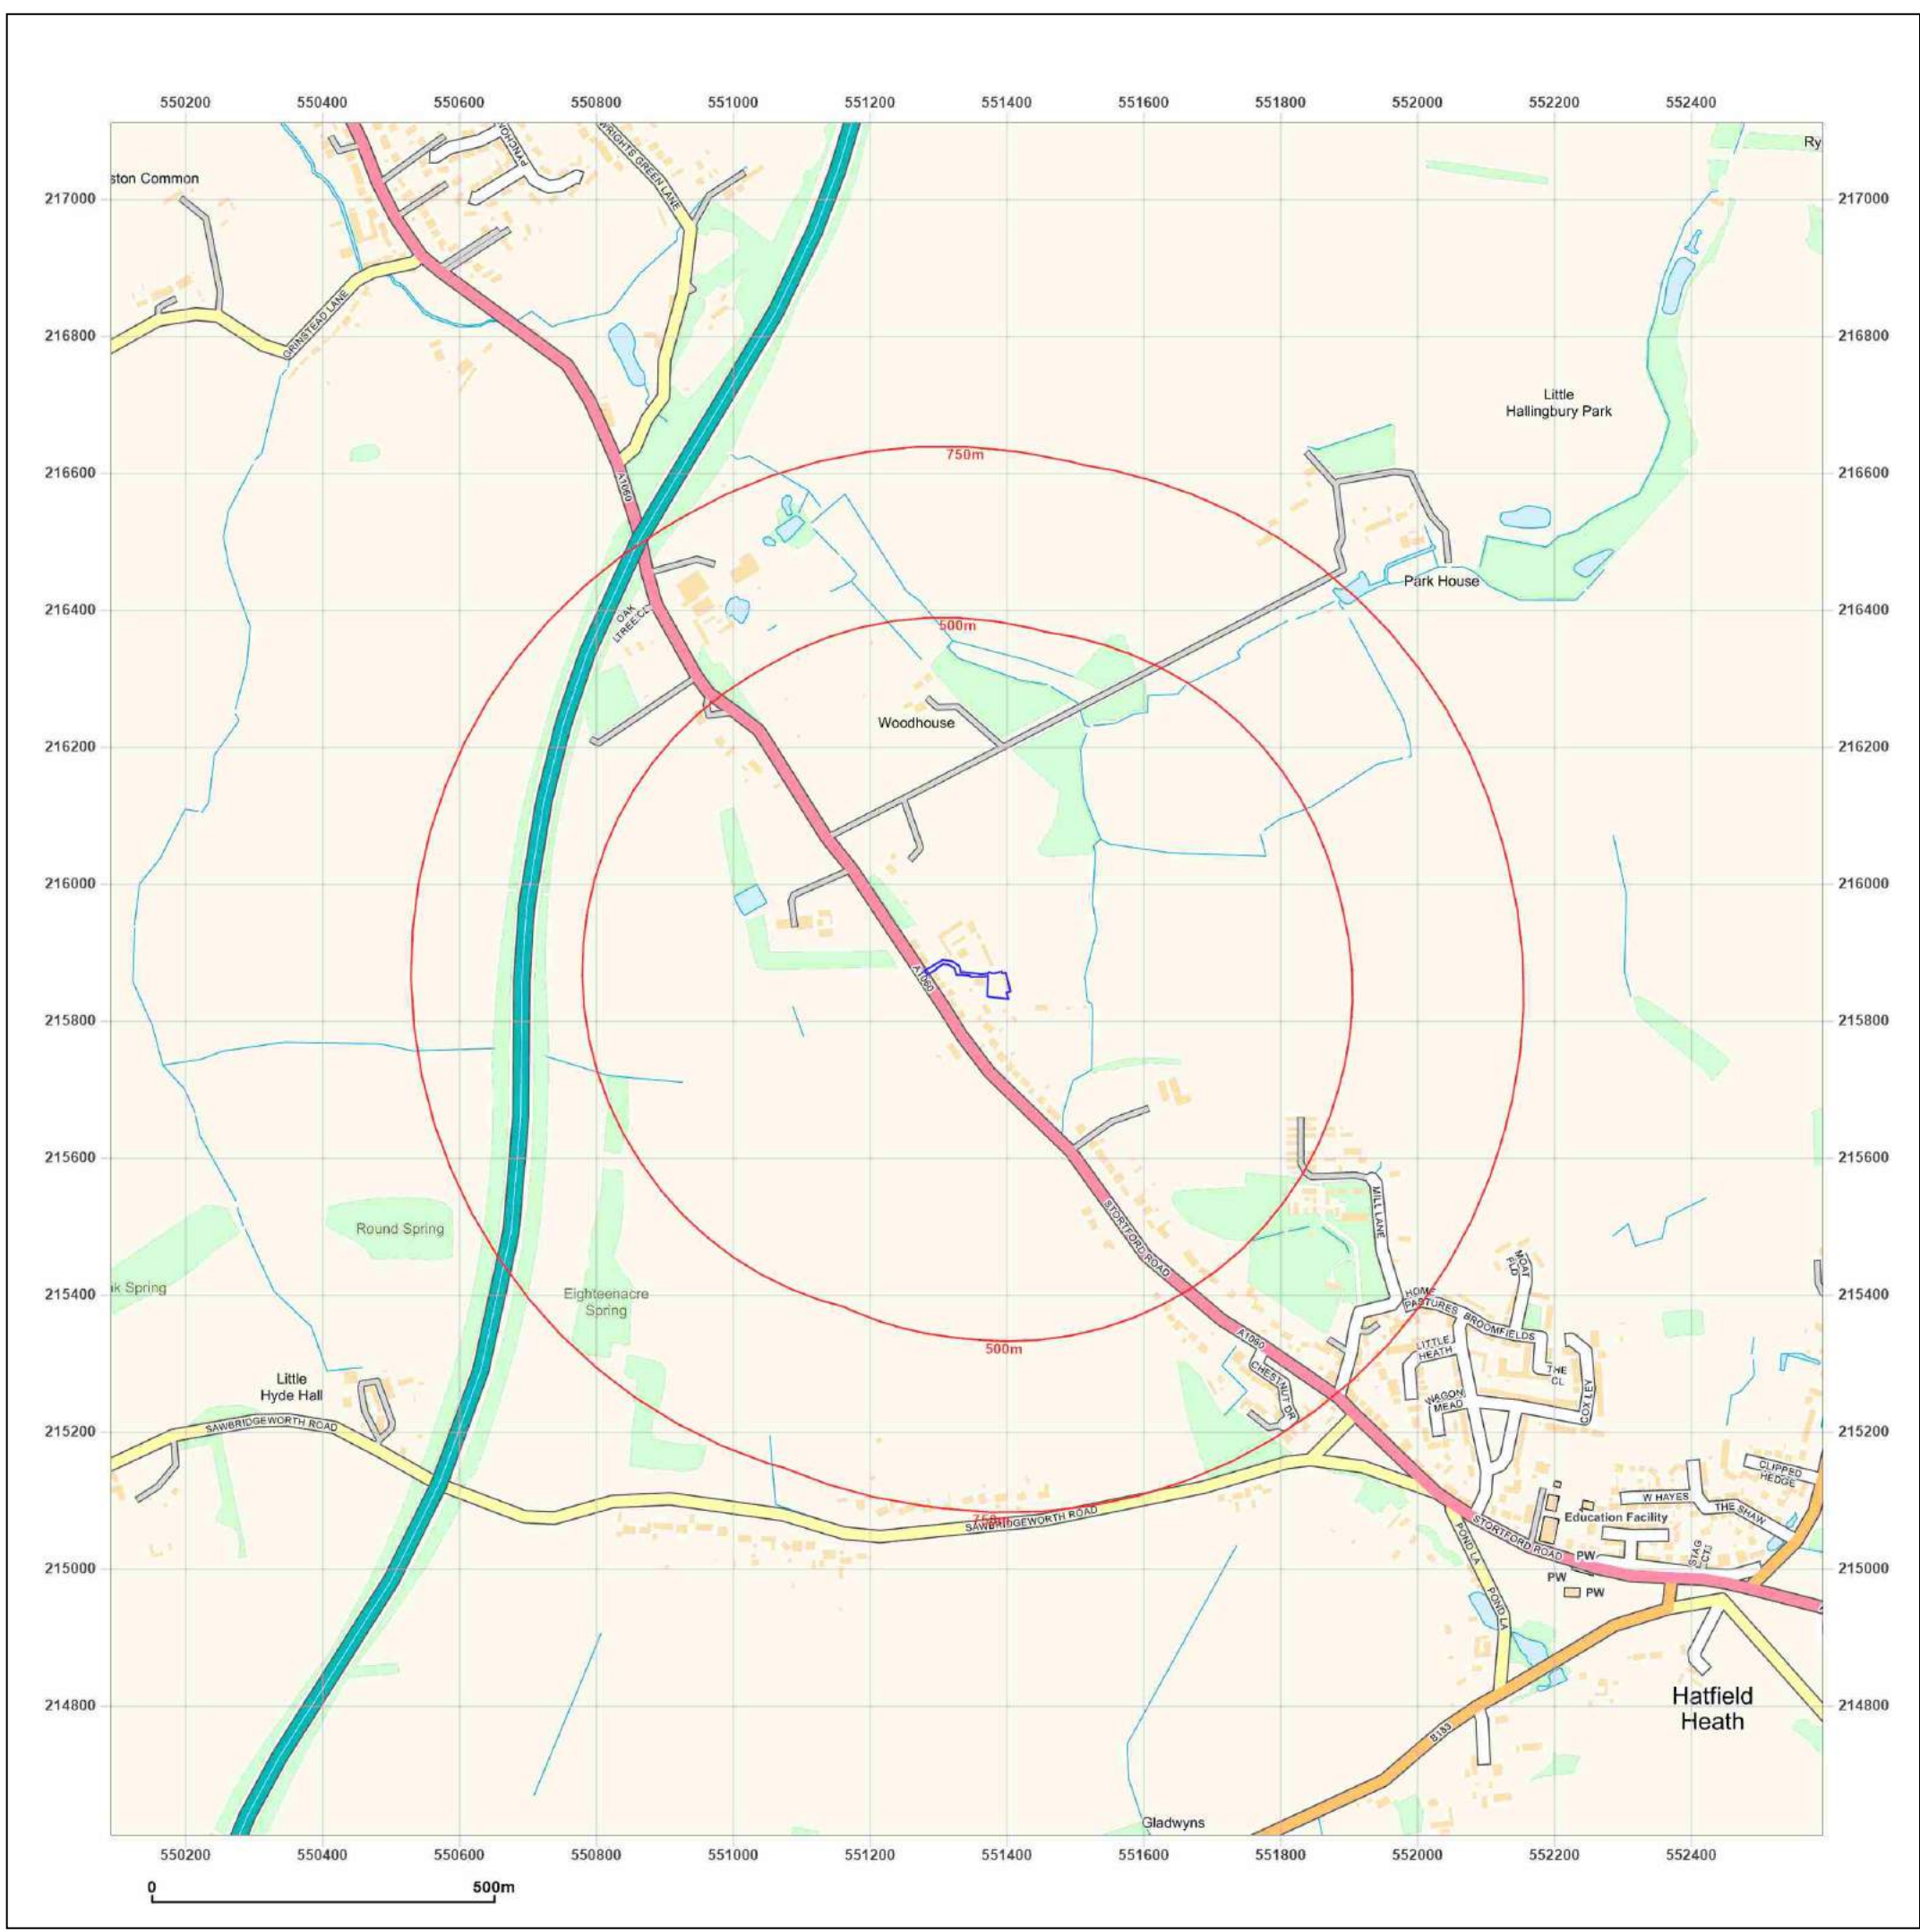 550200 550400 550600 550800 551000 551200 551400 551600 551800 552000 552200 552400
WRIGHTS GREEN LANE
Ry
ston Common
217000 217000
GRINSTEAD LANE
216800 216800
Little
Hallingbury Park
750m
216600 216600
A1060
Park House
OAK
TREE CL
216400 216400
500m
Woodhouse
216200 216200
216000 216000
A1060
215800 215800
215600 215600
MILL LANE
STORTFORD ROAD
Round Spring
k Spring
Eighteenacre
Spring
MOAT
FLD
215400 215400
HOME
PASTURES
BROOMFIELDS
A1060
LITTLE
HEATH
500m
THE
CL
CHESTNUT DR
COX LEY
WAGON
MEAD
Little
Hyde Hall
SAWBRIDGEWORTH ROAD
215200 215200
CLIPPED
HEDGE
W HAYES
THE SHAW
Education Facility
750m
SAWBRIDGEWORTH ROAD
STORTFORD ROAD
POND LA
STAG
CT
PW
215000 215000
PW
PW
POND LA
214800 214800
Hatfield
Heath
B183
Gladwyns
550200 550400 550600 550800 551000 551200 551400 551600 551800 552000 552200 552400
0 500m